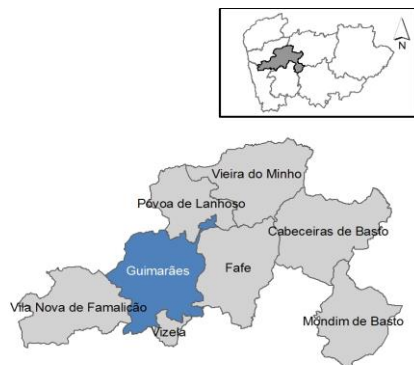 N
Vieira do Minho
Póvoa de Lanhoso
Cabeceiras de Basto
Guimarães
Fafe
Vila Nova de Famalicão
Mondim de Basto
Vizela